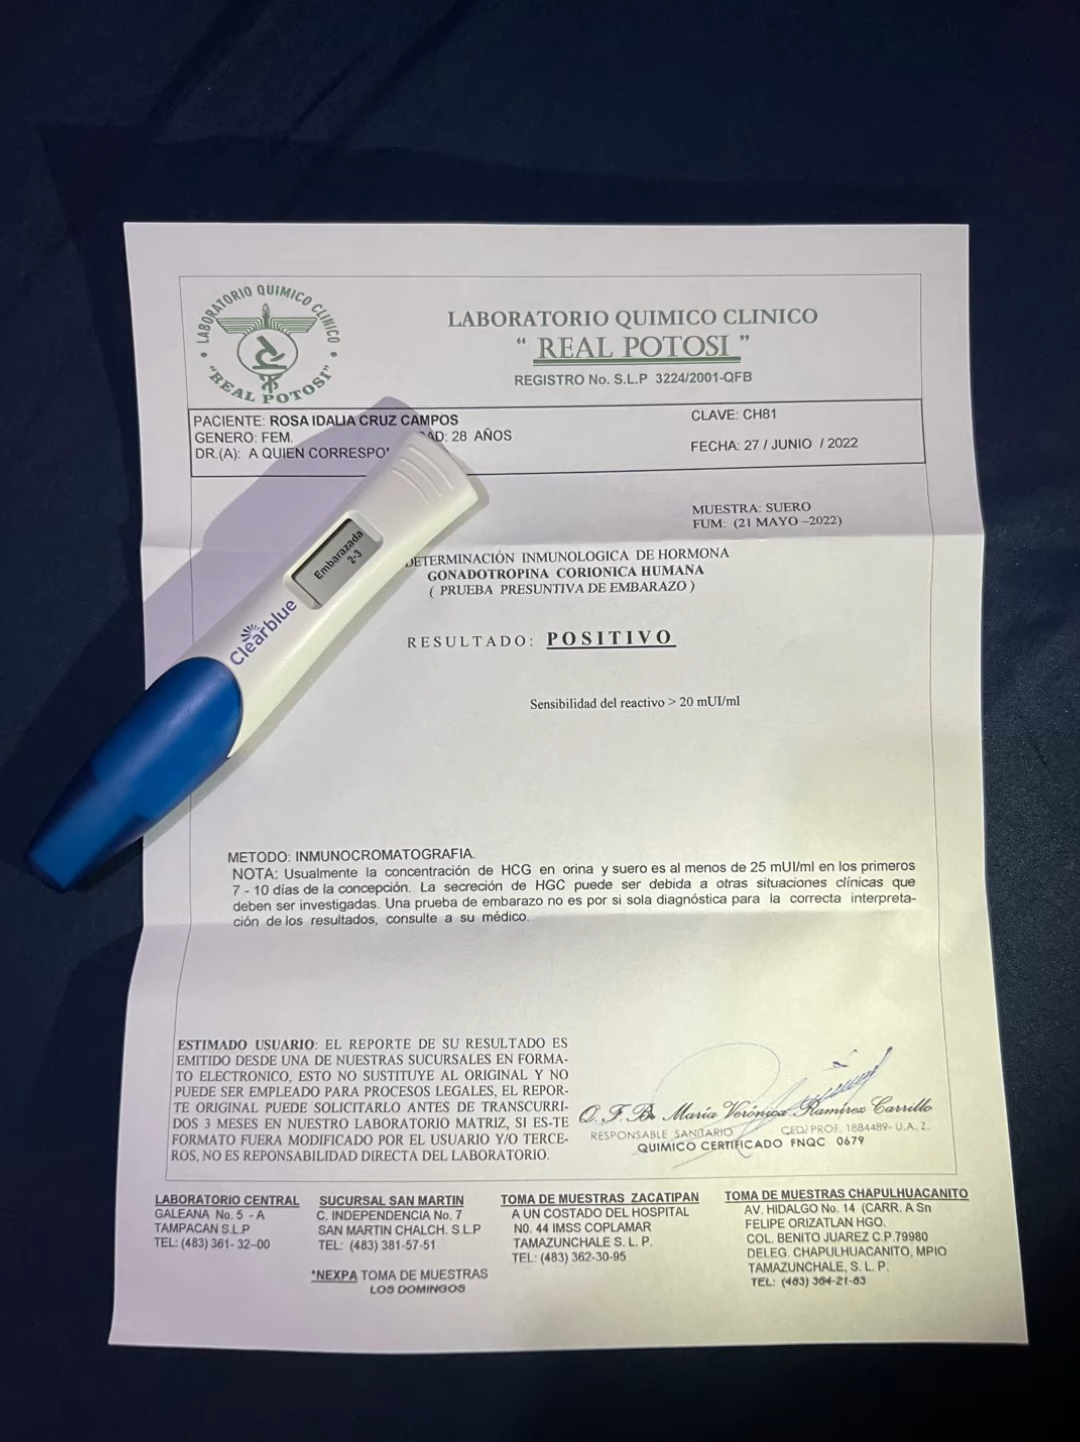 LABORATORIO QUIMICO CLINICO
"REAL POTOSI"
LABORATORIO QUIMICO CLINICO
" REAL POTOSI "
REGISTRO No. S.L.P 3224/2001-QFB
PACIENTE: ROSA IDALIA CRUZ CAMPOS
CLAVE: CH81
GENERO: FEM. AD: 28 AÑOS
DR.(A): A QUIEN CORRESPO
FECHA: 27 / JUNIO / 2022
MUESTRA: SUERO
FUM: (21 MAYO –2022)
Embarazada
2-3
Clearblue
DETERMINACIÓN INMUNOLOGICA DE HORMONA
GONADOTROPINA CORIONICA HUMANA
( PRUEBA PRESUNTIVA DE EMBARAZO )
RESULTADO: POSITIVO
Sensibilidad del reactivo > 20 mUI/ml
METODO: INMUNOCROMATOGRAFIA.
NOTA: Usualmente la concentración de HCG en orina y suero es al menos de 25 mUI/ml en los primeros
7 - 10 días de la concepción. La secreción de HGC puede ser debida a otras situaciones clínicas que
deben ser investigadas. Una prueba de embarazo no es por si sola diagnóstica para la correcta interpreta-
ción de los resultados, consulte a su médico.
ESTIMADO USUARIO: EL REPORTE DE SU RESULTADO ES
EMITIDO DESDE UNA DE NUESTRAS SUCURSALES EN FORMA-
TO ELECTRONICO, ESTO NO SUSTITUYE AL ORIGINAL Y NO
PUEDE SER EMPLEADO PARA PROCESOS LEGALES, EL REPOR-
TE ORIGINAL PUEDE SOLICITARLO ANTES DE TRANSCURRI-
DOS 3 MESES EN NUESTRO LABORATORIO MATRIZ, SI ES-TE
FORMATO FUERA MODIFICADO POR EL USUARIO Y/O TERCE-
ROS, NO ES REPONSABILIDAD DIRECTA DEL LABORATORIO.
Q. F. B. María Verónica Ramírez Carrillo
RESPONSABLE SANITARIO CED/ PROF. 1884489- U.A. Z.
QUIMICO CERTIFICADO FNQC 0679
LABORATORIO CENTRAL
GALEANA No. 5 - A
TAMPACAN S.L.P
TEL: (483) 361- 32–00
SUCURSAL SAN MARTIN
C. INDEPENDENCIA No. 7
SAN MARTIN CHALCH. S.L.P
TEL: (483) 381-57-51
*NEXPA TOMA DE MUESTRAS
LOS DOMINGOS
TOMA DE MUESTRAS ZACATIPAN
A UN COSTADO DEL HOSPITAL
N0. 44 IMSS COPLAMAR
TAMAZUNCHALE S. L. P.
TEL: (483) 362-30-95
TOMA DE MUESTRAS CHAPULHUACANITO
AV. HIDALGO No. 14 (CARR. A Sn
FELIPE ORIZATLAN HGO.
COL. BENITO JUAREZ C.P.79980
DELEG. CHAPULHUACANITO, MPIO
TAMAZUNCHALE, S. L. P.
TEL: (483) 364-21-83